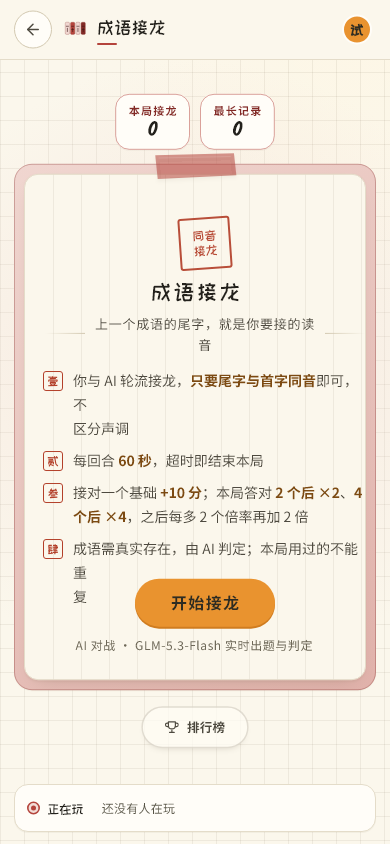 成语接龙
试
本局接龙
0
最长记录
0
同音
接龙
成语接龙
上一个成语的尾字，就是你要接的读
音
壹 你与 AI 轮流接龙，只要尾字与首字同音即可，
不
区分声调
贰 每回合 60 秒，超时即结束本局
叁 接对一个基础 +10 分；本局答对 2 个后 ×2、4
个后 ×4，之后每多 2 个倍率再加 2 倍
肆 成语需真实存在，由 AI 判定；本局用过的不能
重
复
开始接龙
AI 对战 · GLM-5.3-Flash 实时出题与判定
排行榜
正在玩 还没有人在玩